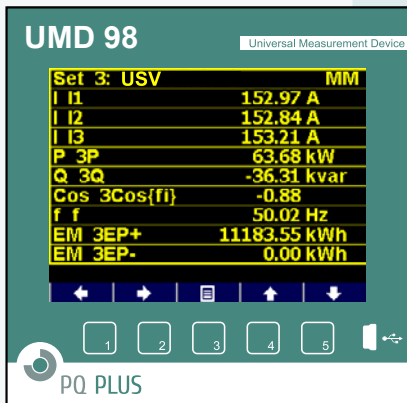 UMD 98
Universal Measurement Device
Set 3: USV MM
I I1 152.97 A
I I2 152.84 A
I I3 153.21 A
P 3P 63.68 kW
Q 3Q -36.31 kvar
Cos 3Cos{fi} -0.88
f f 50.02 Hz
EM 3EP+ 11183.55 kWh
EM 3EP- 0.00 kWh
1 2 3 4 5
PQ PLUS